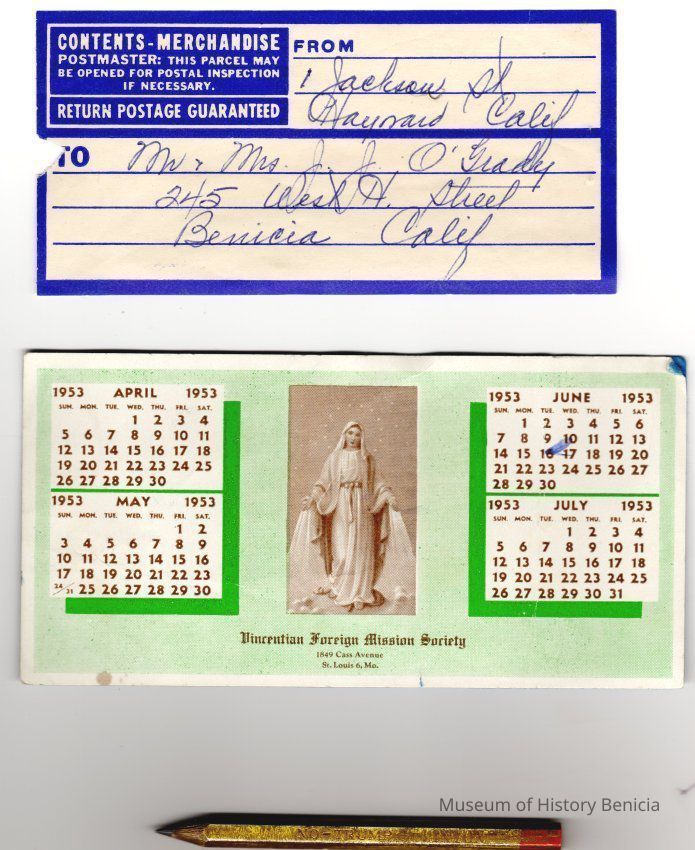 CONTENTS-MERCHANDISE
POSTMASTER: THIS PARCEL MAY
BE OPENED FOR POSTAL INSPECTION
IF NECESSARY.
RETURN POSTAGE GUARANTEED
FROM
1 Jackson St
Hayward Calif
TO Mr & Mrs. J. J. O'Grady
245 West H. Street
Benicia Calif
1953 APRIL 1953
SUN. MON. TUE. WED. THU. FRI. SAT.
1 2 3 4
5 6 7 8 9 10 11
12 13 14 15 16 17 18
19 20 21 22 23 24 25
26 27 28 29 30
1953 MAY 1953
SUN. MON. TUE. WED. THU. FRI. SAT.
1 2
3 4 5 6 7 8 9
10 11 12 13 14 15 16
17 18 19 20 21 22 23
24/31 25 26 27 28 29 30
1953 JUNE 1953
SUN. MON. TUE. WED. THU. FRI. SAT.
1 2 3 4 5 6
7 8 9 10 11 12 13
14 15 16 17 18 19 20
21 22 23 24 25 26 27
28 29 30
1953 JULY 1953
SUN. MON. TUE. WED. THU. FRI. SAT.
1 2 3 4
5 6 7 8 9 10 11
12 13 14 15 16 17 18
19 20 21 22 23 24 25
26 27 28 29 30 31
Vincentian Foreign Mission Society
1849 Cass Avenue
St. Louis 6, Mo.
Museum of History Benicia
NO-TRUMP